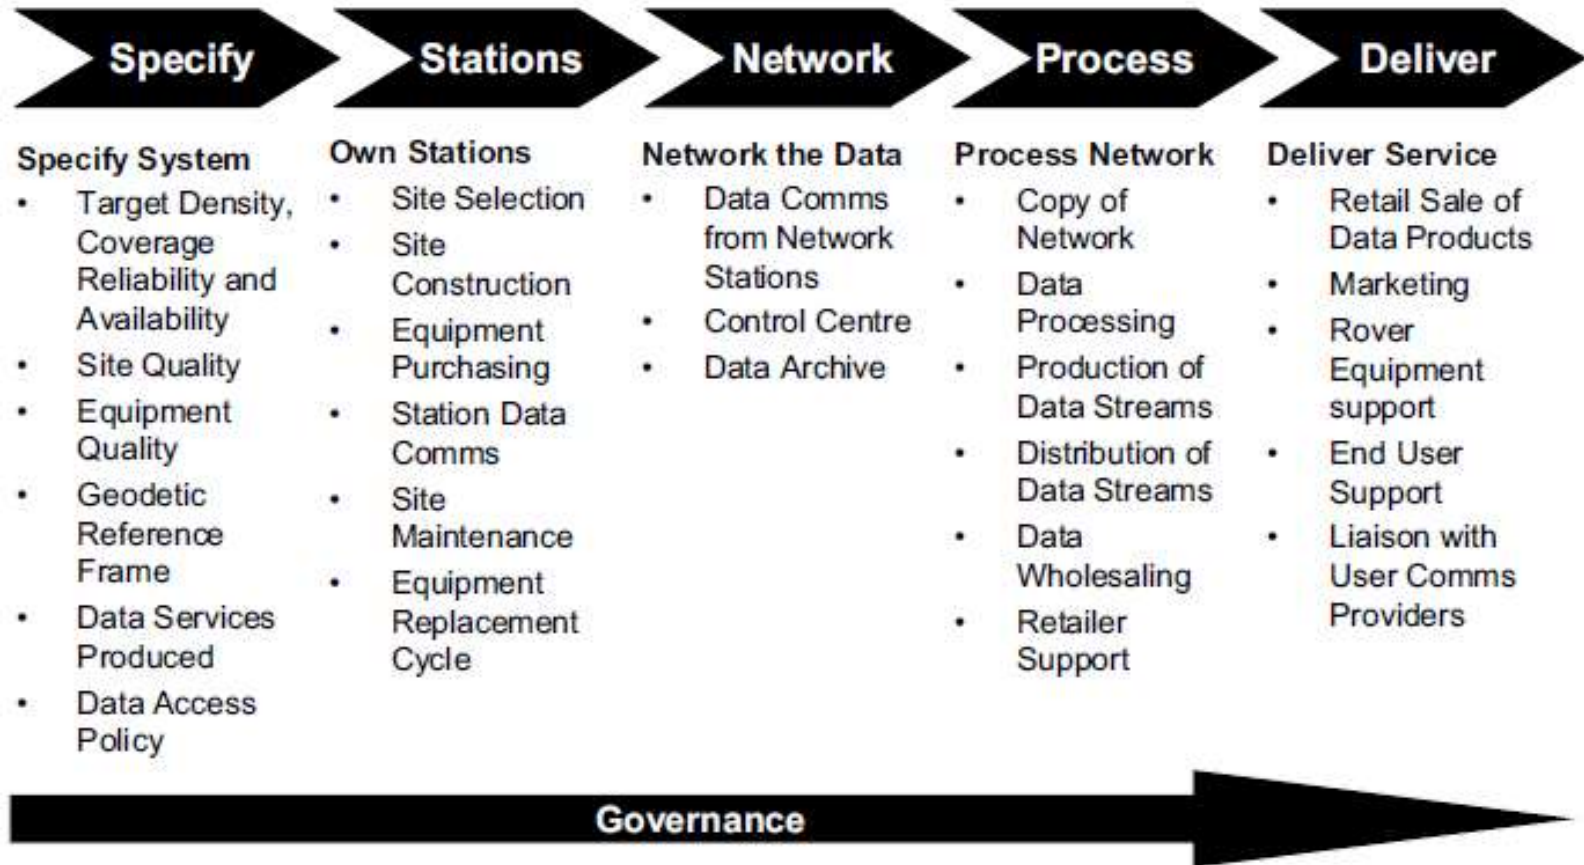 Specify
Stations
Network
Process
Deliver
Specify System
• Target Density,
Coverage
Reliability and
Availability
• Site Quality
• Equipment
Quality
• Geodetic
Reference
Frame
• Data Services
Produced
• Data Access
Policy
Own Stations
• Site Selection
• Site
Construction
• Equipment
Purchasing
• Station Data
Comms
• Site
Maintenance
• Equipment
Replacement
Cycle
Network the Data
• Data Comms
from Network
Stations
• Control Centre
• Data Archive
Process Network
• Copy of
Network
• Data
Processing
• Production of
Data Streams
• Distribution of
Data Streams
• Data
Wholesaling
• Retailer
Support
Deliver Service
• Retail Sale of
Data Products
• Marketing
• Rover
Equipment
support
• End User
Support
• Liaison with
User Comms
Providers
Governance